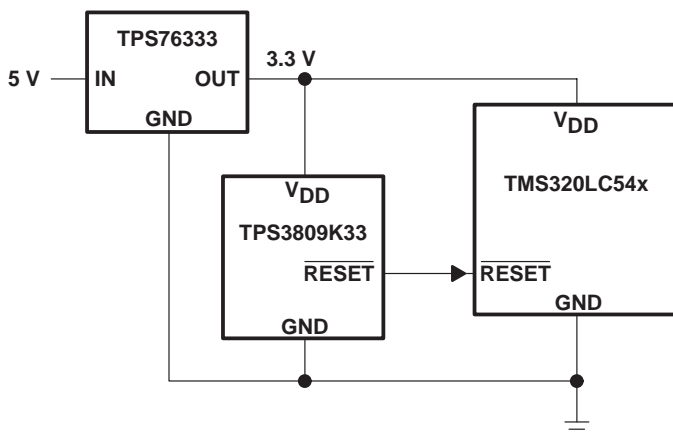 TPS76333
5 V
IN
OUT
3.3 V
GND
VDD
TMS320LC54x
VDD
TPS3809K33
RESET
RESET
GND
GND